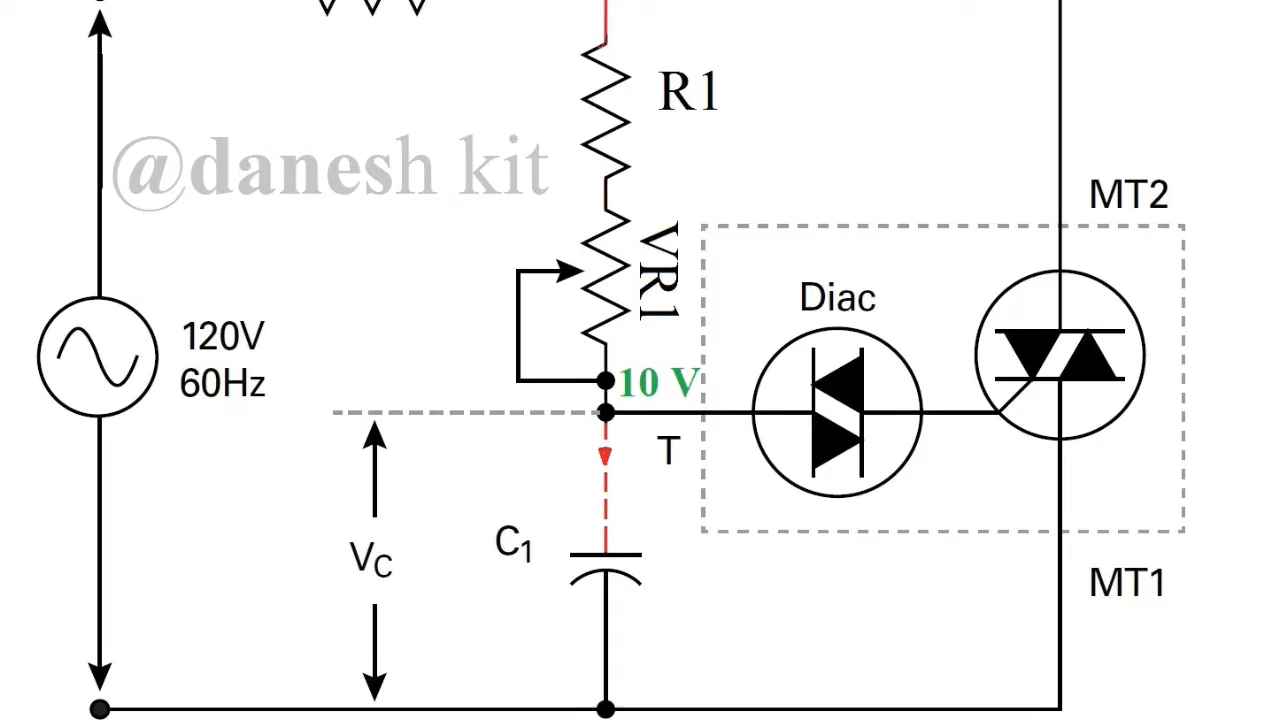 R1
@danesh kit
MT2
VR1
Diac
120V
60Hz
10 V
T
C1
VC
MT1